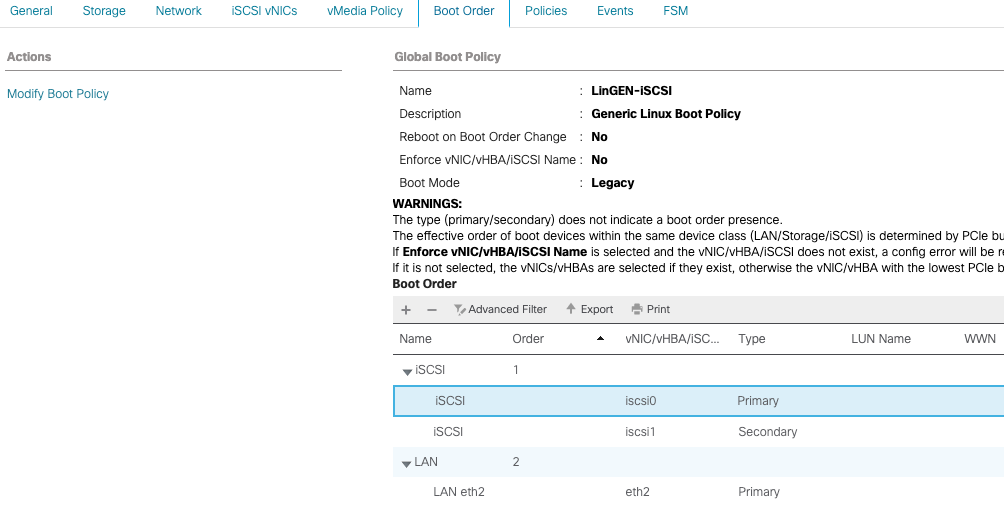 General Storage Network iSCSI vNICs vMedia Policy Boot Order Policies Events FSM
Actions
Modify Boot Policy
Global Boot Policy
Name : LinGEN-iSCSI
Description : Generic Linux Boot Policy
Reboot on Boot Order Change : No
Enforce vNIC/vHBA/iSCSI Name : No
Boot Mode : Legacy
WARNINGS:
The type (primary/secondary) does not indicate a boot order presence.
The effective order of boot devices within the same device class (LAN/Storage/iSCSI) is determined by PCIe bu
If Enforce vNIC/vHBA/iSCSI Name is selected and the vNIC/vHBA/iSCSI does not exist, a config error will be re
If it is not selected, the vNICs/vHBAs are selected if they exist, otherwise the vNIC/vHBA with the lowest PCIe b
Boot Order
+ − Advanced Filter Export Print
Name Order vNIC/vHBA/iSC... Type LUN Name WWN
iSCSI 1
iSCSI iscsi0 Primary
iSCSI iscsi1 Secondary
LAN 2
LAN eth2 eth2 Primary